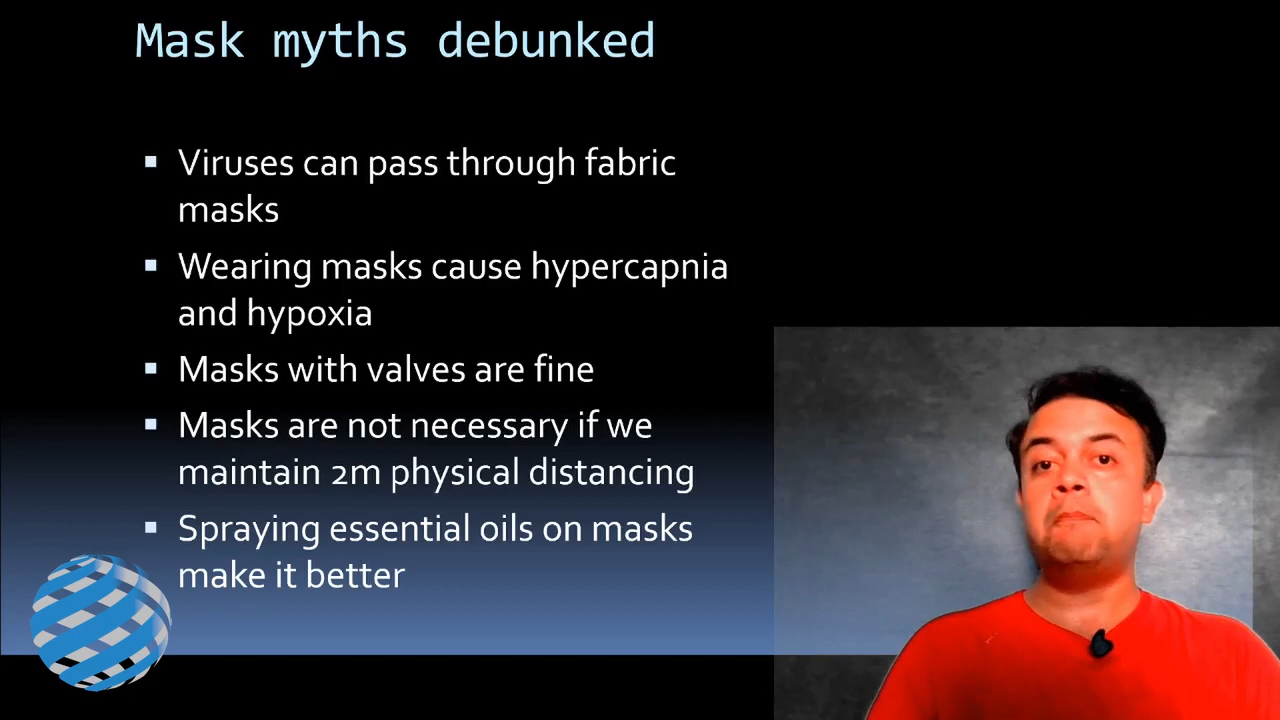 Mask myths debunked
Viruses can pass through fabric
masks
Wearing masks cause hypercapnia
and hypoxia
Masks with valves are fine
Masks are not necessary if we
maintain 2m physical distancing
Spraying essential oils on masks
make it better